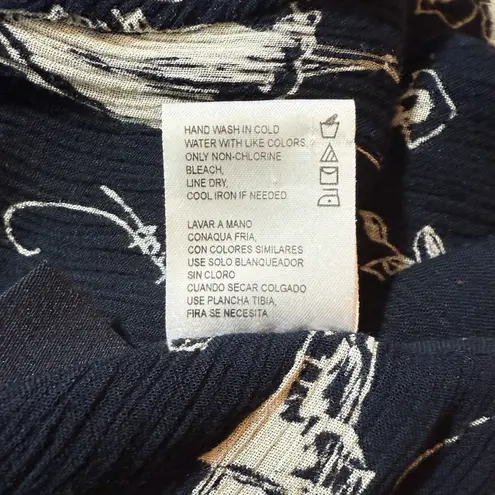 HAND WASH IN COLD
WATER WITH LIKE COLORS,
ONLY NON-CHLORINE
BLEACH,
LINE DRY,
COOL IRON IF NEEDED
LAVAR A MANO
CONAQUA FRIA,
CON COLORES SIMILARES
USE SOLO BLANQUEADOR
SIN CLORO
CUANDO SECAR COLGADO
USE PLANCHA TIBIA,
FIRA SE NECESITA